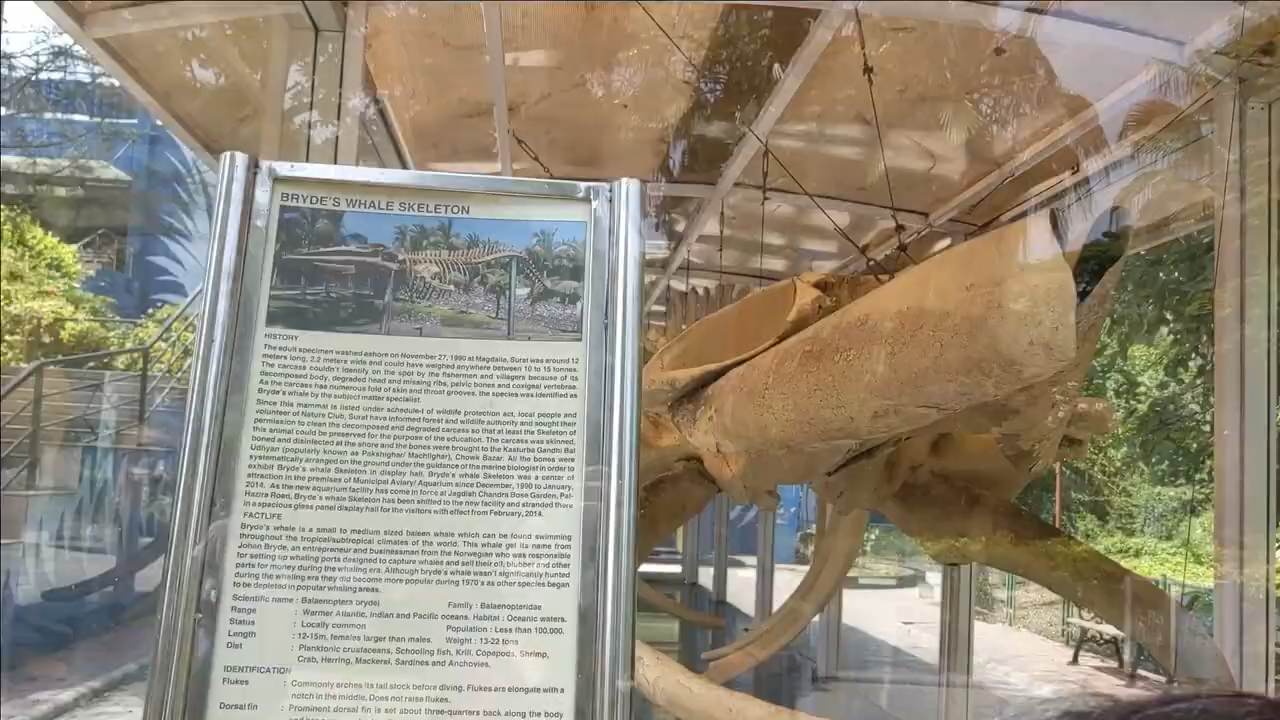 BRYDE'S WHALE SKELETON
HISTORY
The adult specimen washed ashore on November 27, 1990 at Magdalla, Surat was around 12
meters long, 2.2 meters wide and could have weighed anywhere between 10 to 15 tonnes.
The carcass couldn't identify on the spot by the fishermen and villagers because of its
decomposed body, degraded head and missing ribs, pelvic bones and coxigeal vertebrae.
As the carcass has numerous fold of skin and throat grooves, the species was identified as
Bryde's whale by the subject matter specialist.
Since this mammal is listed under schedule-I of wildlife protection act, local people and
volunteer of Nature Club, Surat have informed forest and wildlife authority and sought their
permission to clean the decomposed and degraded carcass so that at least the Skeleton of
this animal could be preserved for the purpose of the education. The carcass was skinned,
boned and disinfected at the shore and the bones were brought to the Kasturba Gandhi Bal
Udhyan (popularly known as Pakshighar/ Machlighar), Chowk Bazar. All the bones were
systematically arranged on the ground under the guidance of the marine biologist in order to
exhibit Bryde's whale Skeleton in display hall. Bryde's whale Skeleton was a center of
attraction in the premises of Municipal Aviary/ Aquarium since December, 1990 to January,
2014. As the new aquarium facility has come in force at Jagdish Chandra Bose Garden, Pal-
Hazira Road, Bryde's whale Skeleton has been shifted to the new facility and stranded there
in a spacious glass panel display hall for the visitors with effect from February, 2014.
FACTLIFE
Bryde's whale is a small to medium sized baleen whale which can be found swimming
throughout the tropical/subtropical climates of the world. This whale get its name from
Johan Bryde, an entrepreneur and businessman from the Norwegian who was responsible
for setting up whaling ports designed to capture whales and sell their oil, blubber and other
parts for money during the whaling era. Although bryde's whale wasn't significantly hunted
during the whaling era they did become more popular during 1970's as other species began
to be depleted in popular whaling areas.
Scientific name : Balaenoptera brydei Family : Balaenopteridae
Range : Warmer Atlantic, Indian and Pacific oceans. Habitat : Oceanic waters.
Status : Locally common Population : Less than 100,000.
Length : 12-15m, females larger than males. Weight : 13-22 tons
Diet : Planktonic crustaceans, Schooling fish, Krill, Copepods, Shrimp,
Crab, Herring, Mackerel, Sardines and Anchovies.
IDENTIFICATION
Flukes : Commonly arches its tail stock before diving. Flukes are elongate with a
notch in the middle. Does not raise flukes.
Dorsal fin : Prominent dorsal fin is set about three-quarters back along the body